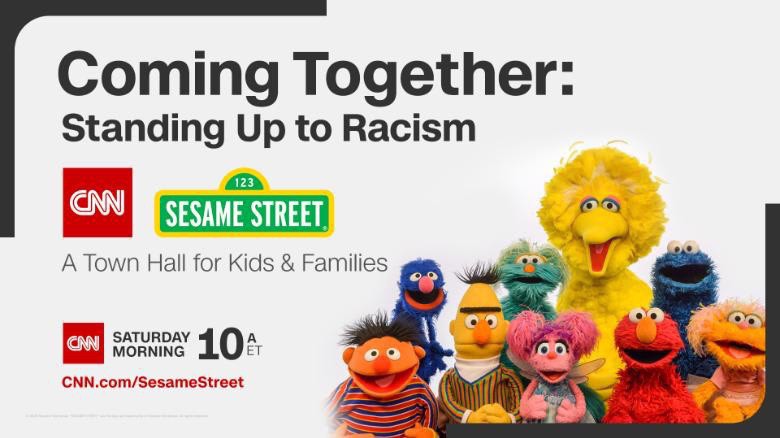 Coming Together:
Standing Up to Racism
CNN
123
SESAME STREET
A Town Hall for Kids & Families
CNN
SATURDAY
MORNING
10 A
ET
CNN.com/SesameStreet